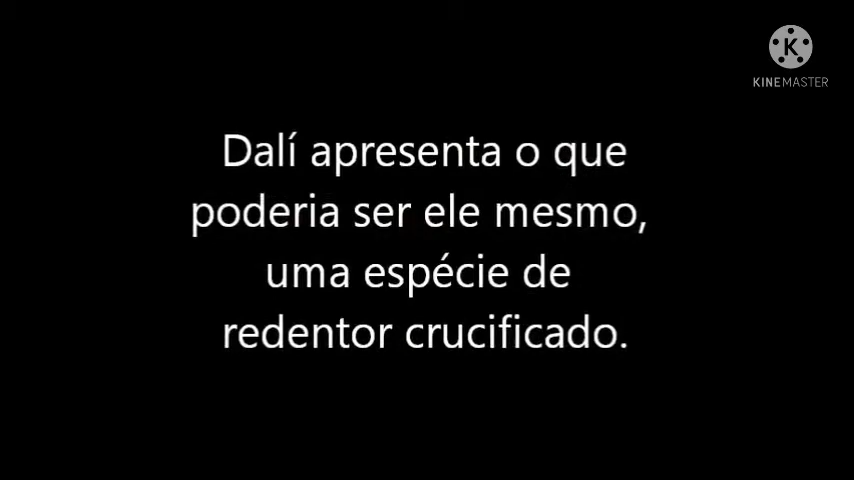 KINEMASTER
Dalí apresenta o que
poderia ser ele mesmo,
uma espécie de
redentor crucificado.